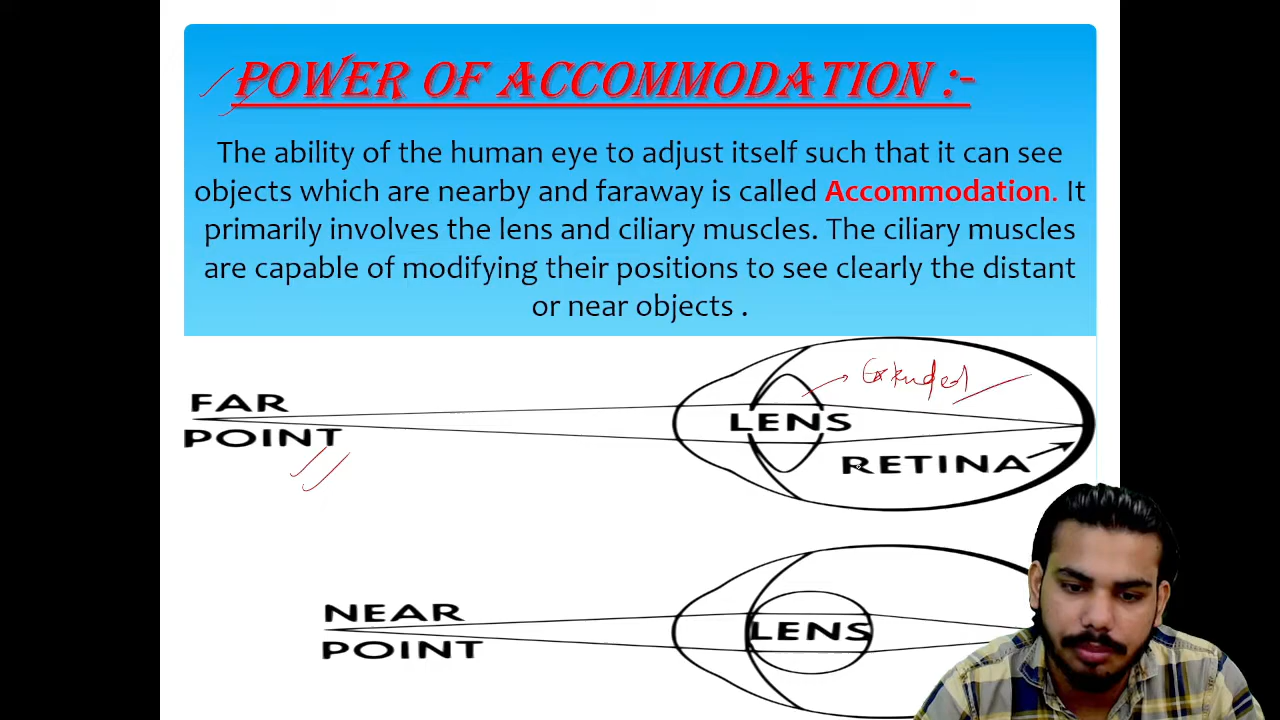 POWER OF ACCOMMODATION :-
The ability of the human eye to adjust itself such that it can see
objects which are nearby and faraway is called Accommodation. It
primarily involves the lens and ciliary muscles. The ciliary muscles
are capable of modifying their positions to see clearly the distant
or near objects .
Extended
FAR
POINT
LENS
RETINA
NEAR
POINT
LENS